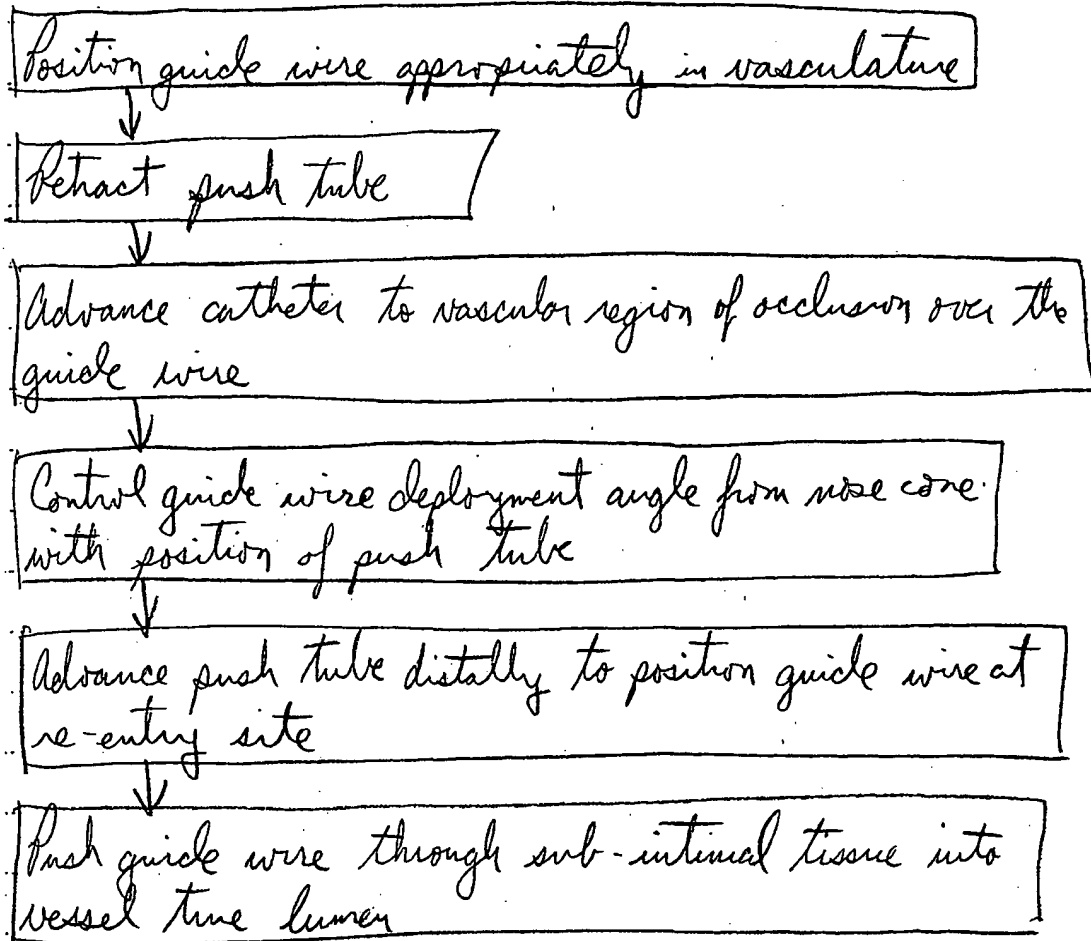 Position guide wire appropriately in vasculature
Retract push tube
Advance catheter to vascular region of occlusion over the
guide wire
Control guide wire deployment angle from nose cone
with position of push tube
Advance push tube distally to position guide wire at
re-entry site
Push guide wire through sub-intimal tissue into
vessel true lumen